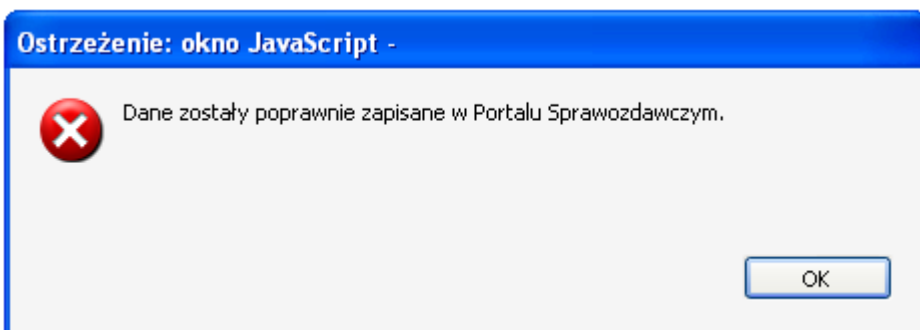 Ostrzeżenie: okno JavaScript -
Dane zostały poprawnie zapisane w Portalu Sprawozdawczym.
OK